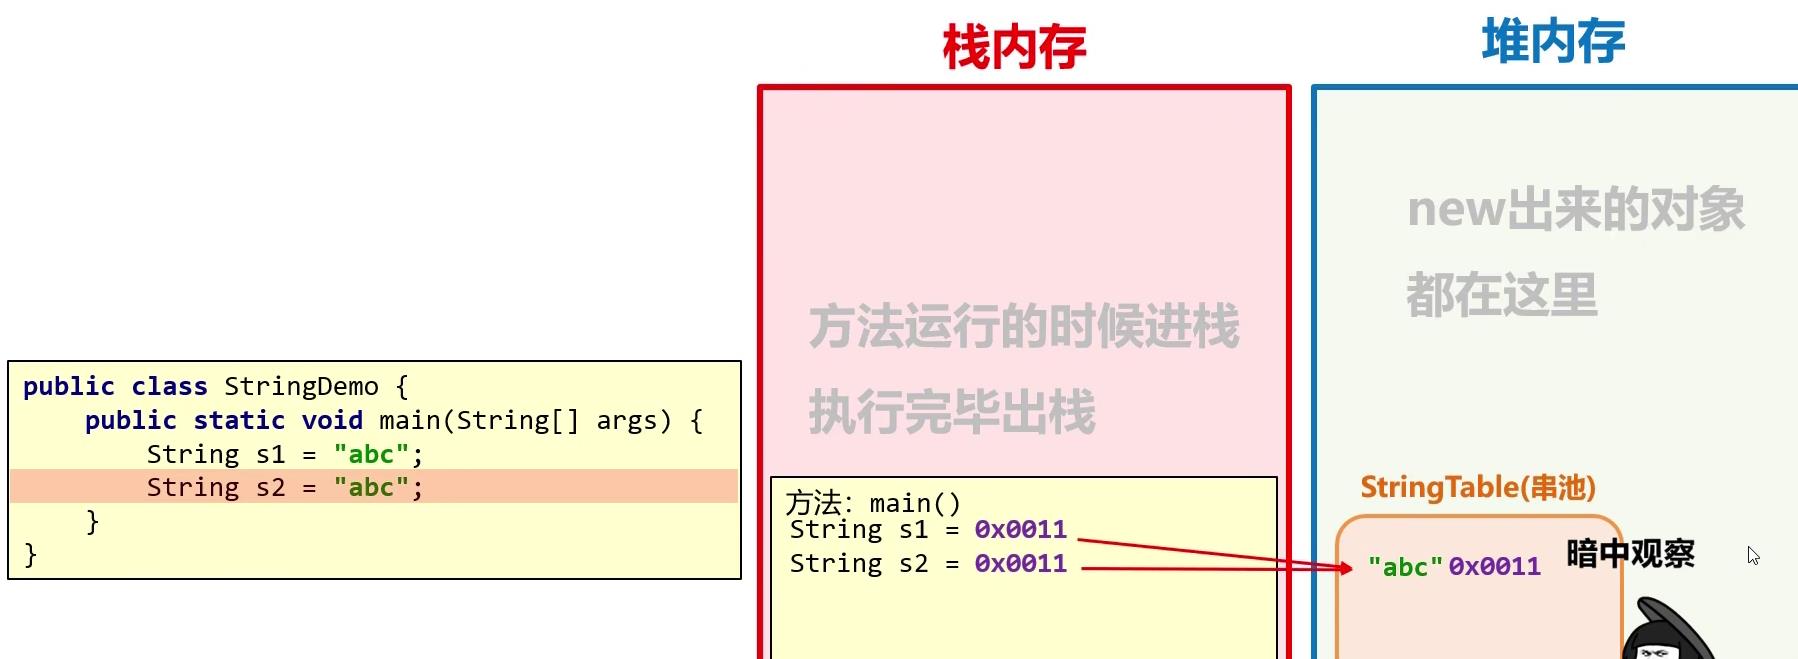 栈内存
堆内存
new出来的对象
都在这里
方法运行的时候进栈
执行完毕出栈
public class StringDemo {
    public static void main(String[] args) {
        String s1 = "abc";
        String s2 = "abc";
    }
}
方法：main()
String s1 = 0x0011
String s2 = 0x0011
StringTable(串池)
"abc" 0x0011
暗中观察